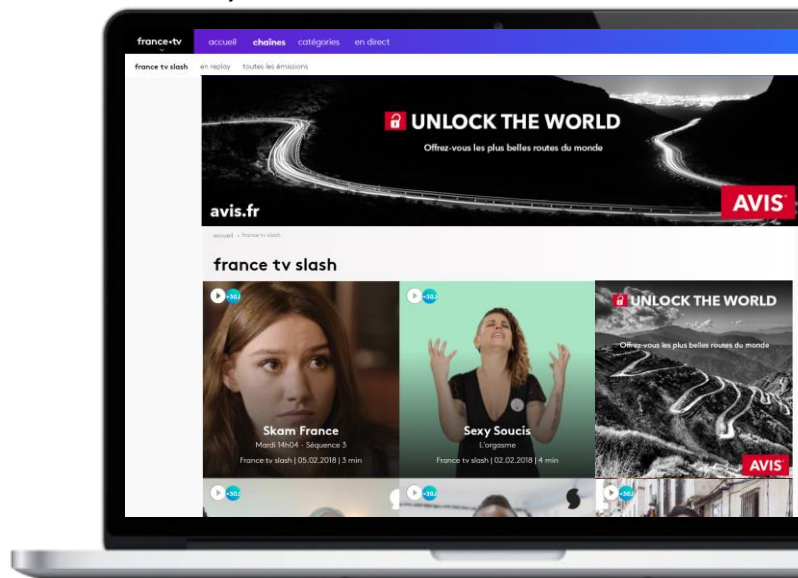 france•tv
accueil chaînes catégories en direct
france tv slash en replay toutes les émissions
UNLOCK THE WORLD
Offrez-vous les plus belles routes du monde
avis.fr
AVIS
accueil › france tv slash
france tv slash
+30J
Skam France
Mardi 14h04 - Séquence 3
France tv slash | 05.02.2018 | 3 min
+30J
Sexy Soucis
L'orgasme
France tv slash | 02.02.2018 | 4 min
UNLOCK THE WORLD
Offrez-vous les plus belles routes du monde
AVIS
+30J
+30J
+30J